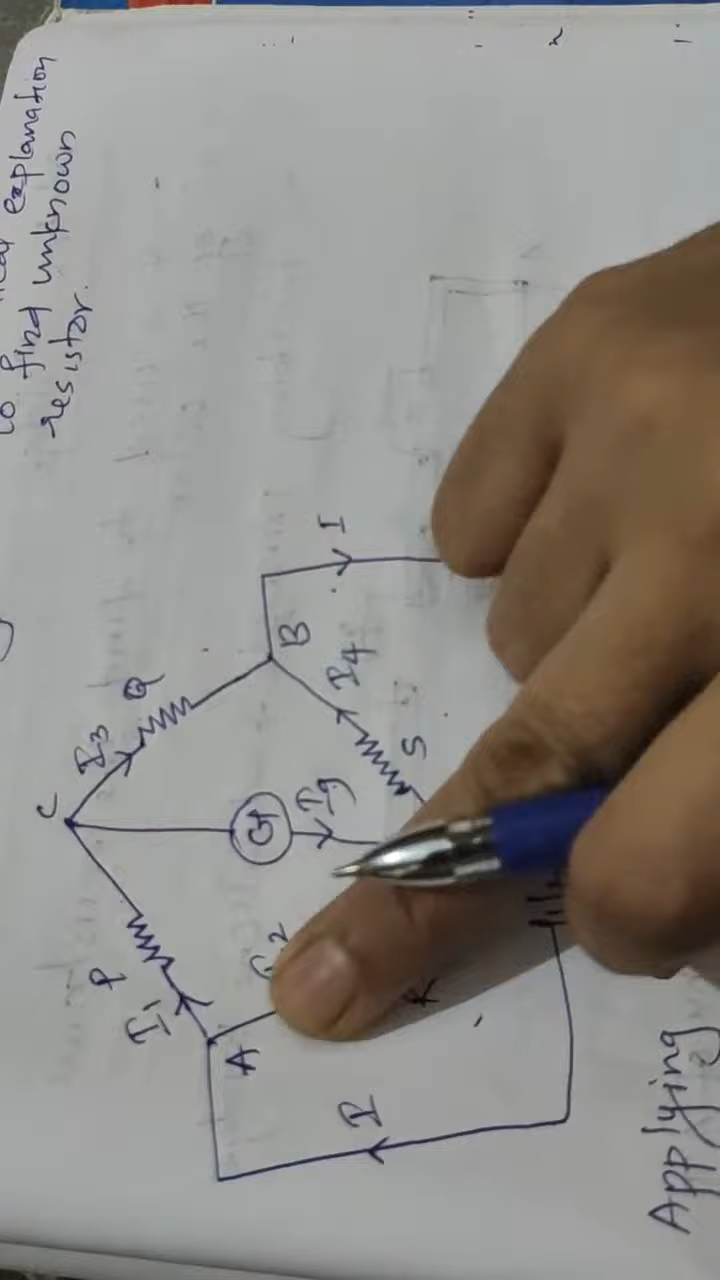 explanation
to find unknown
resistor.
C
I3
Q
P
I1
G
Ig
B
I
I4
S
A
R
I
Applying